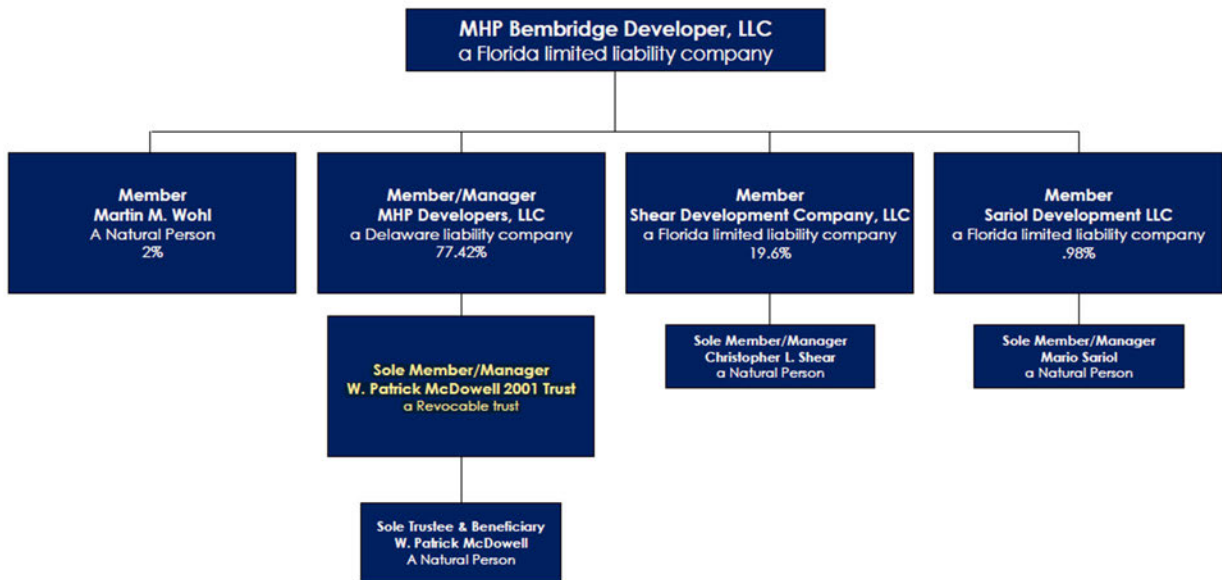 MHP Bembridge Developer, LLC
a Florida limited liability company
Member
Martin M. Wohl
A Natural Person
2%
Member/Manager
MHP Developers, LLC
a Delaware liability company
77.42%
Member
Shear Development Company, LLC
a Florida limited liability company
19.6%
Member
Sariol Development LLC
a Florida limited liability company
.98%
Sole Member/Manager
W. Patrick McDowell 2001 Trust
a Revocable trust
Sole Member/Manager
Christopher L. Shear
a Natural Person
Sole Member/Manager
Mario Sariol
a Natural Person
Sole Trustee & Beneficiary
W. Patrick McDowell
A Natural Person